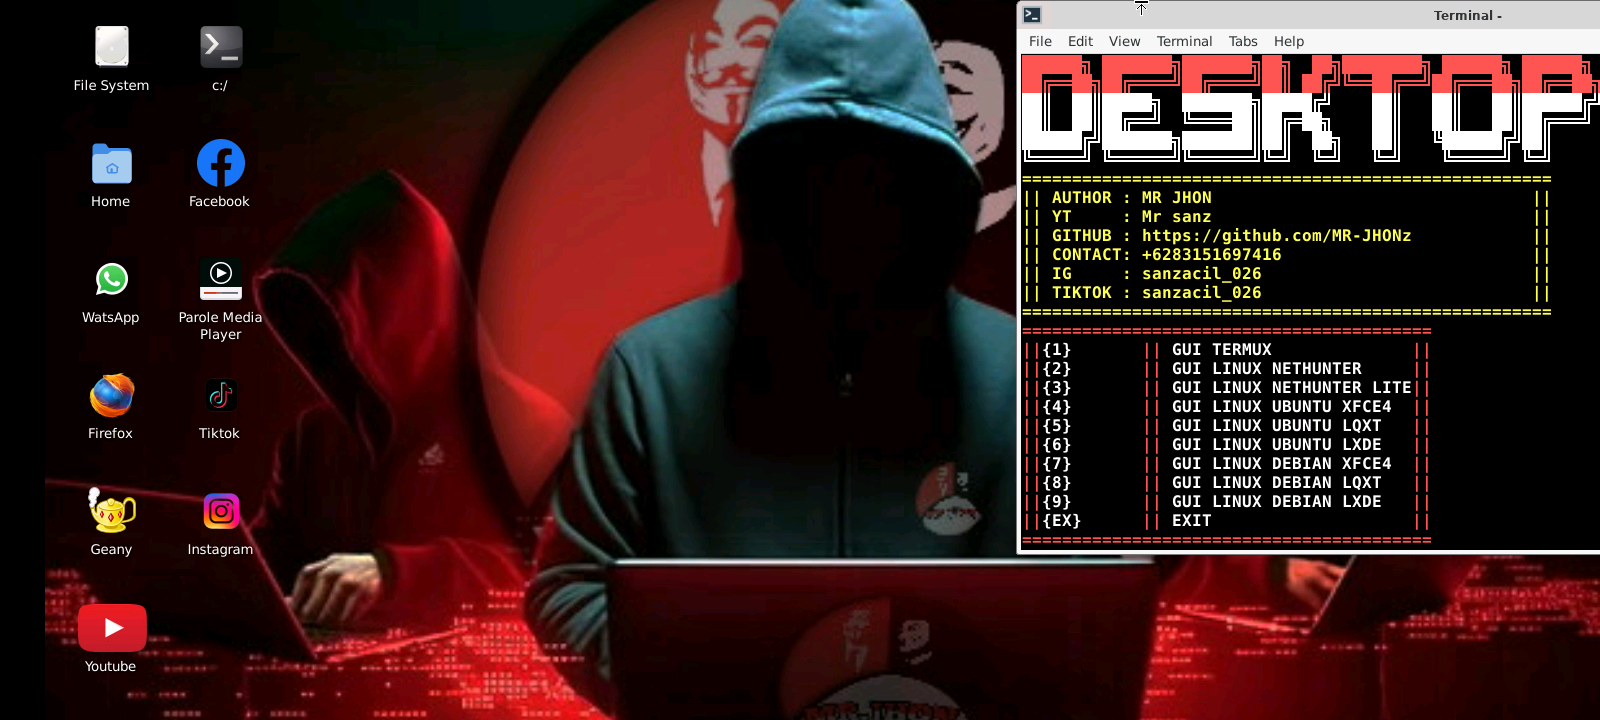 File System
c:/
Home
Facebook
WatsApp
Parole Media
Player
Firefox
Tiktok
Geany
Instagram
Youtube
Terminal -
File Edit View Terminal Tabs Help
DESKTOP
=====================================================
|| AUTHOR : MR JHON ||
|| YT : Mr sanz ||
|| GITHUB : https://github.com/MR-JHONz ||
|| CONTACT: +6283151697416 ||
|| IG : sanzacil_026 ||
|| TIKTOK : sanzacil_026 ||
=====================================================
=========================================
||{1} || GUI TERMUX ||
||{2} || GUI LINUX NETHUNTER ||
||{3} || GUI LINUX NETHUNTER LITE||
||{4} || GUI LINUX UBUNTU XFCE4 ||
||{5} || GUI LINUX UBUNTU LQXT ||
||{6} || GUI LINUX UBUNTU LXDE ||
||{7} || GUI LINUX DEBIAN XFCE4 ||
||{8} || GUI LINUX DEBIAN LQXT ||
||{9} || GUI LINUX DEBIAN LXDE ||
||{EX} || EXIT ||
=========================================
MR-JHON